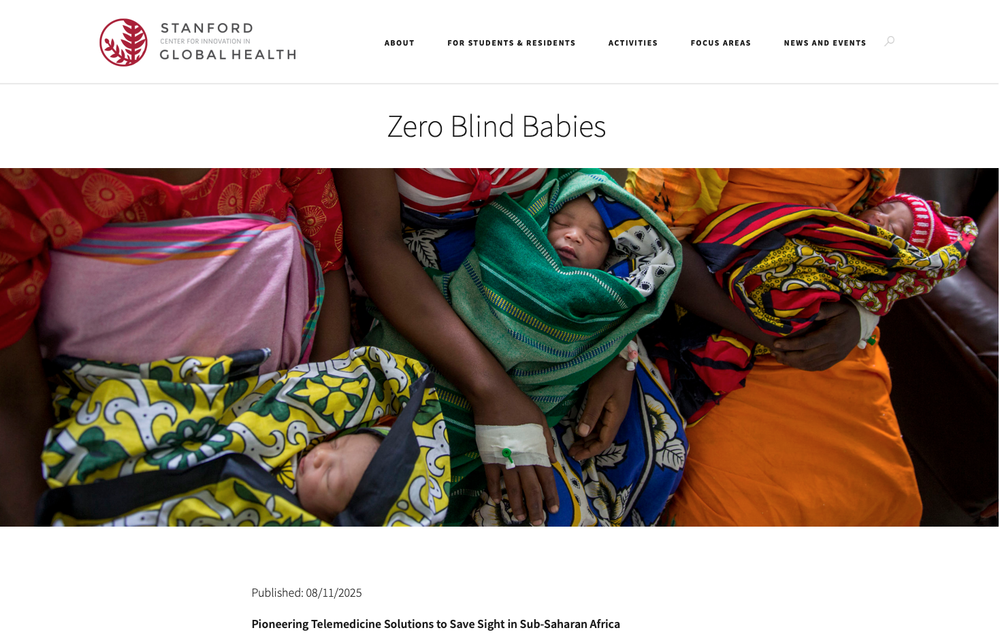 STANFORD
CENTER FOR INNOVATION IN
GLOBAL HEALTH
ABOUT
FOR STUDENTS & RESIDENTS
ACTIVITIES
FOCUS AREAS
NEWS AND EVENTS
Zero Blind Babies
Published: 08/11/2025
Pioneering Telemedicine Solutions to Save Sight in Sub-Saharan Africa